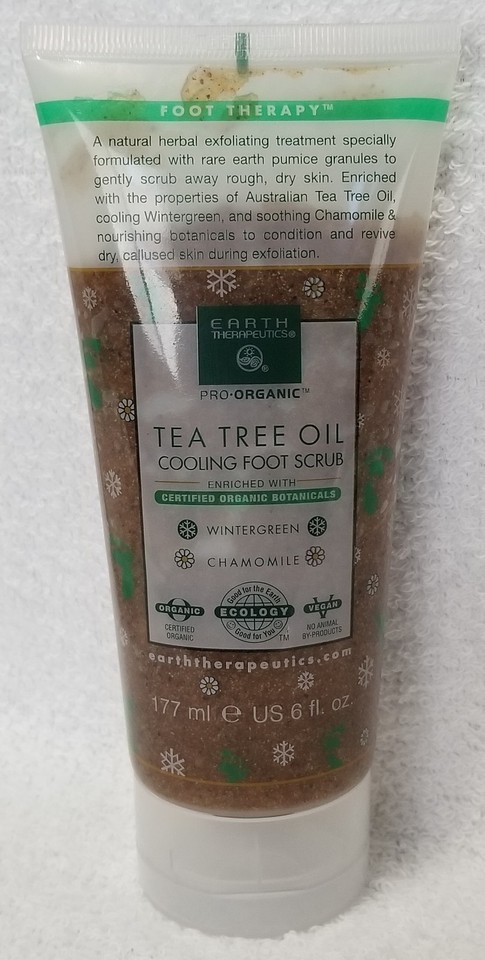 FOOT THERAPY™
A natural herbal exfoliating treatment specially
formulated with rare earth pumice granules to
gently scrub away rough, dry skin. Enriched
with the properties of Australian Tea Tree Oil,
cooling Wintergreen, and soothing Chamomile &
nourishing botanicals to condition and revive
dry, callused skin during exfoliation.
EARTH
THERAPEUTICS®
®
PRO•ORGANIC™
TEA TREE OIL
COOLING FOOT SCRUB
ENRICHED WITH
CERTIFIED ORGANIC BOTANICALS
WINTERGREEN
CHAMOMILE
O
ORGANIC
CERTIFIED
ORGANIC
Good for the Earth
ECOLOGY
Good for You
TM
V
VEGAN
NO ANIMAL
BY-PRODUCTS
earththerapeutics.com
177 ml ℮ US 6 fl. oz.